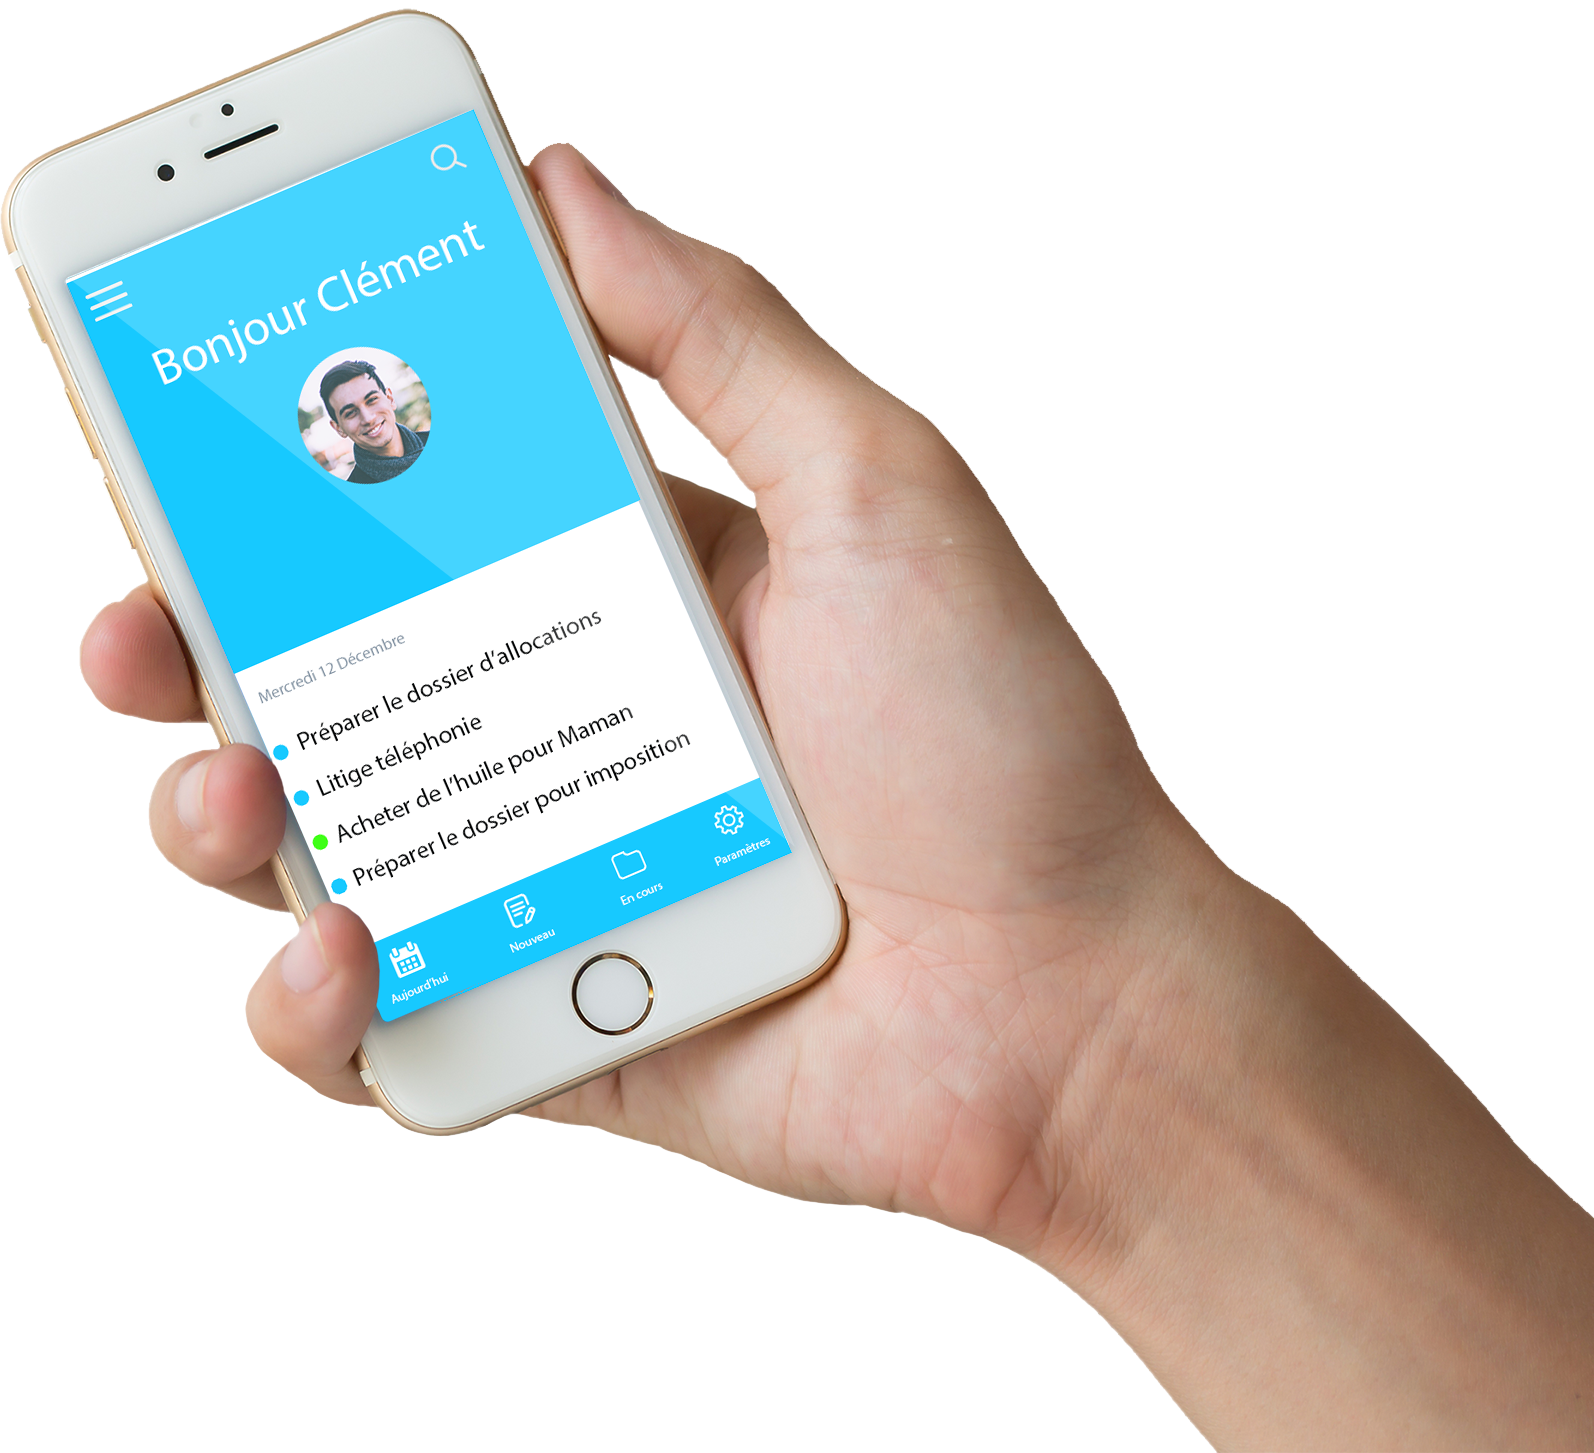 Bonjour Clément
Mercredi 12 Décembre
Préparer le dossier d'allocations
Litige téléphonie
Acheter de l'huile pour Maman
Préparer le dossier pour imposition
Aujourd'hui
Nouveau
En cours
Paramètres